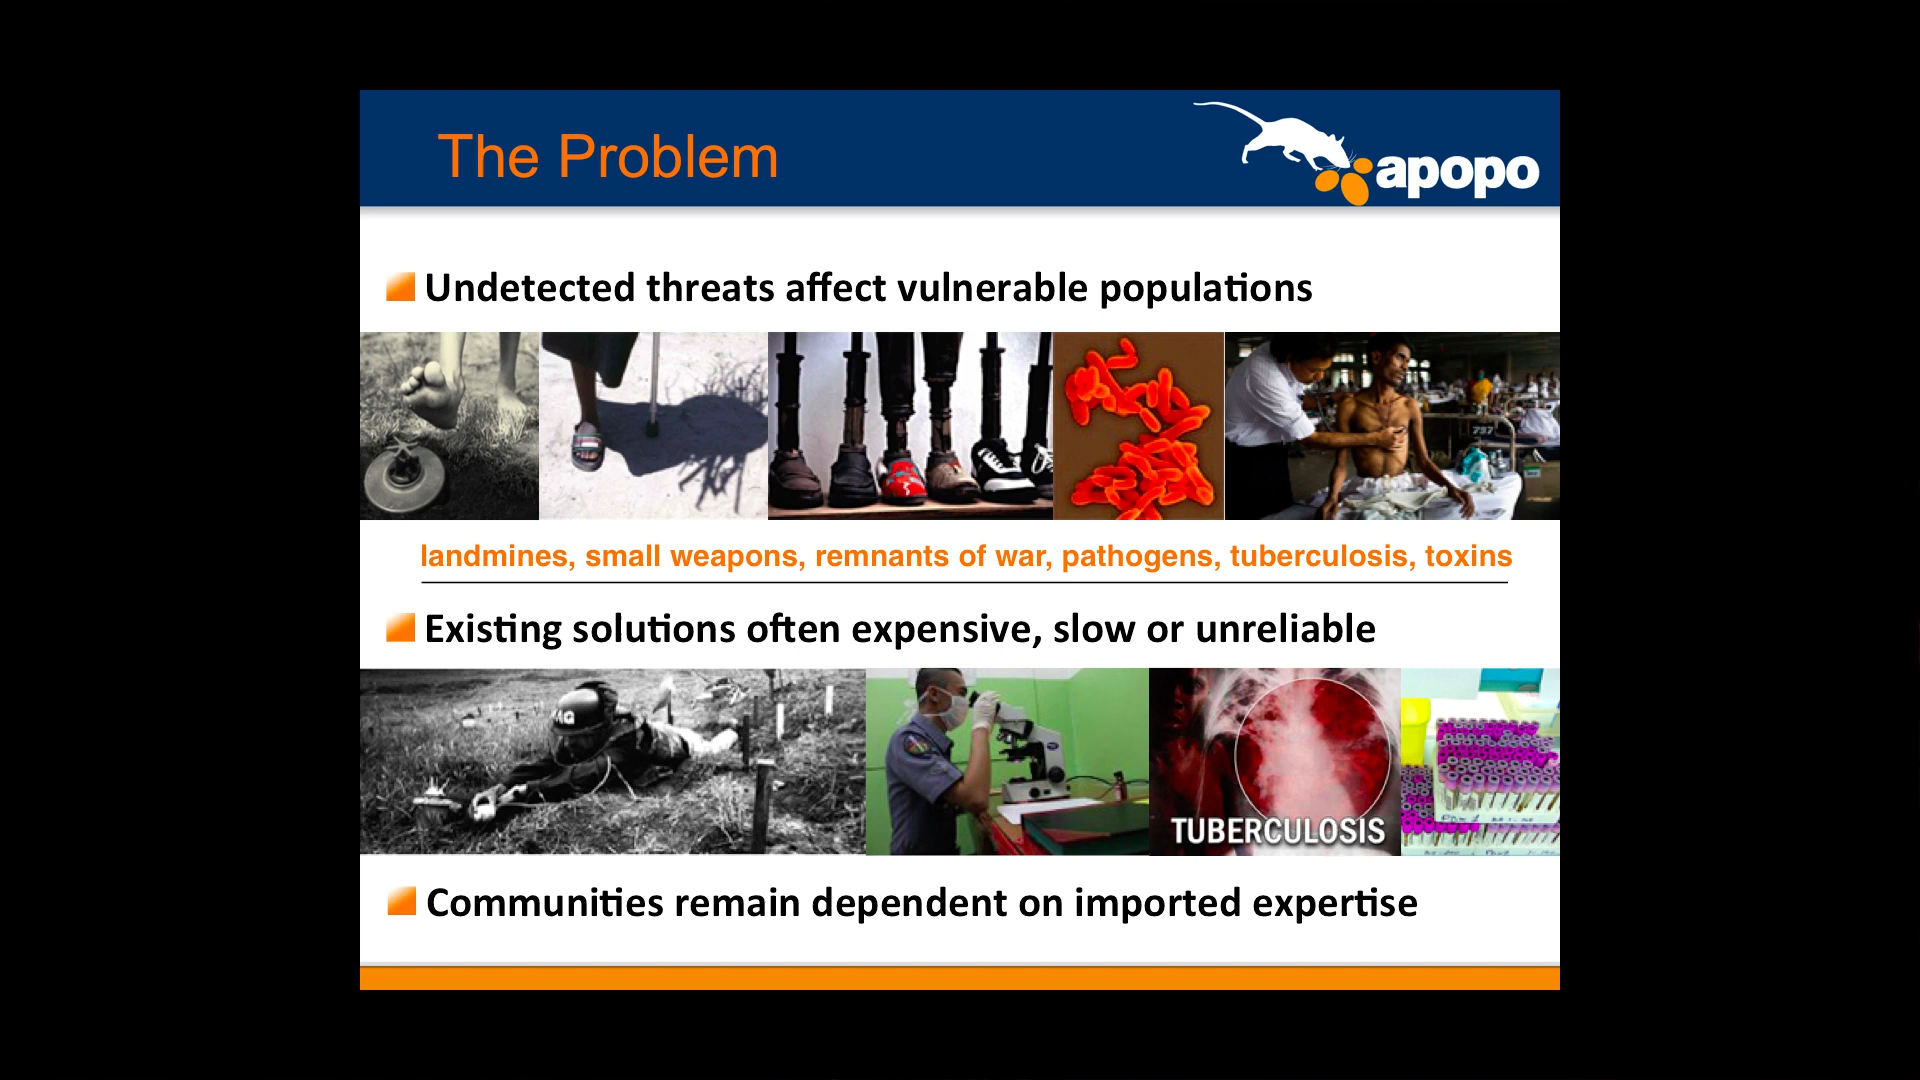 The Problem
apopo
Undetected threats affect vulnerable populations
737
landmines, small weapons, remnants of war, pathogens, tuberculosis, toxins
Existing solutions often expensive, slow or unreliable
TUBERCULOSIS
Communities remain dependent on imported expertise